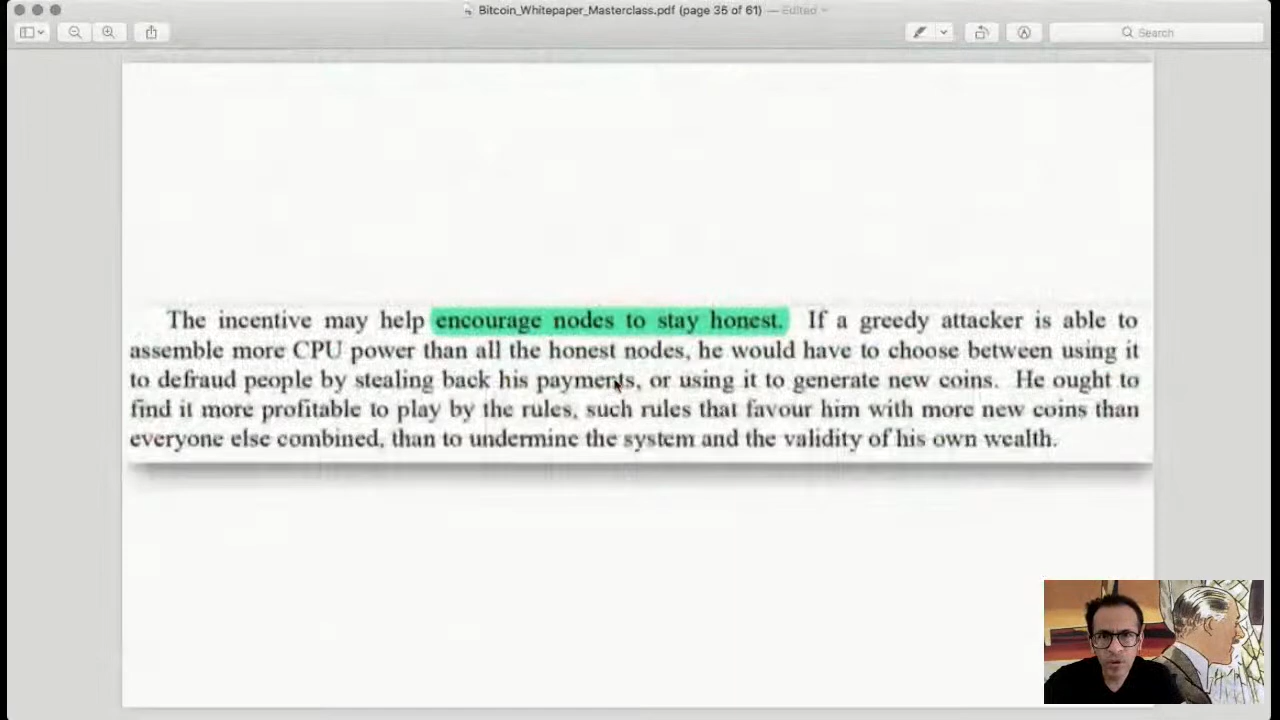 Bitcoin_Whitepaper_Masterclass.pdf (page 35 of 61) — Edited
Search
The incentive may help encourage nodes to stay honest. If a greedy attacker is able to
assemble more CPU power than all the honest nodes, he would have to choose between using it
to defraud people by stealing back his payments, or using it to generate new coins. He ought to
find it more profitable to play by the rules, such rules that favour him with more new coins than
everyone else combined, than to undermine the system and the validity of his own wealth.